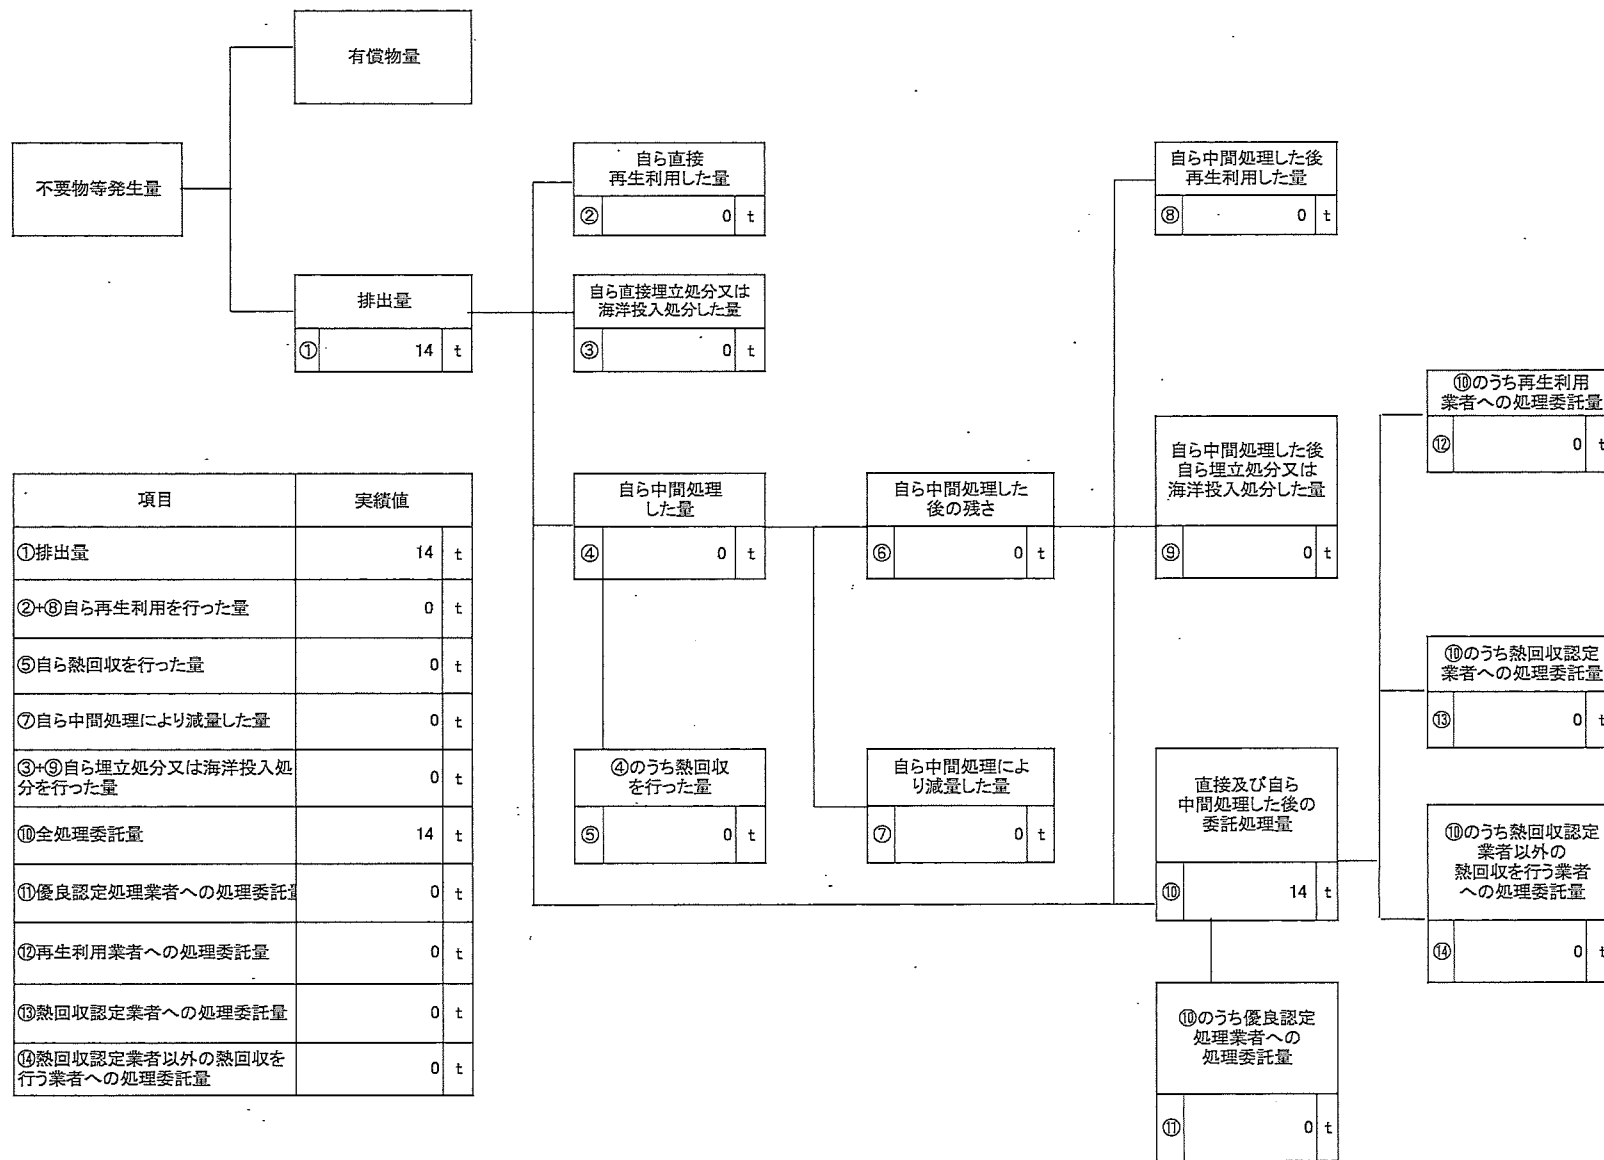 有償物量
不要物等発生量
排出量
① 14 t
自ら直接
再生利用した量
② 0 t
自ら直接埋立処分又は
海洋投入処分した量
③ 0 t
自ら中間処理
した量
④ 0 t
④のうち熱回収
を行った量
⑤ 0 t
自ら中間処理した
後の残さ
⑥ 0 t
自ら中間処理によ
り減量した量
⑦ 0 t
自ら中間処理した後
再生利用した量
⑧ 0 t
自ら中間処理した後
自ら埋立処分又は
海洋投入処分した量
⑨ 0 t
直接及び自ら
中間処理した後の
委託処理量
⑩ 14 t
⑩のうち優良認定
処理業者への
処理委託量
⑪ 0 t
⑩のうち再生利用
業者への処理委託量
⑫ 0 t
⑩のうち熱回収認定
業者への処理委託量
⑬ 0 t
⑩のうち熱回収認定
業者以外の
熱回収を行う業者
への処理委託量
⑭ 0 t
項目 実績値
①排出量 14 t
②+⑧自ら再生利用を行った量 0 t
⑤自ら熱回収を行った量 0 t
⑦自ら中間処理により減量した量 0 t
③+⑨自ら埋立処分又は海洋投入処
分を行った量 0 t
⑩全処理委託量 14 t
⑪優良認定処理業者への処理委託量 0 t
⑫再生利用業者への処理委託量 0 t
⑬熱回収認定業者への処理委託量 0 t
⑭熱回収認定業者以外の熱回収を
行う業者への処理委託量 0 t